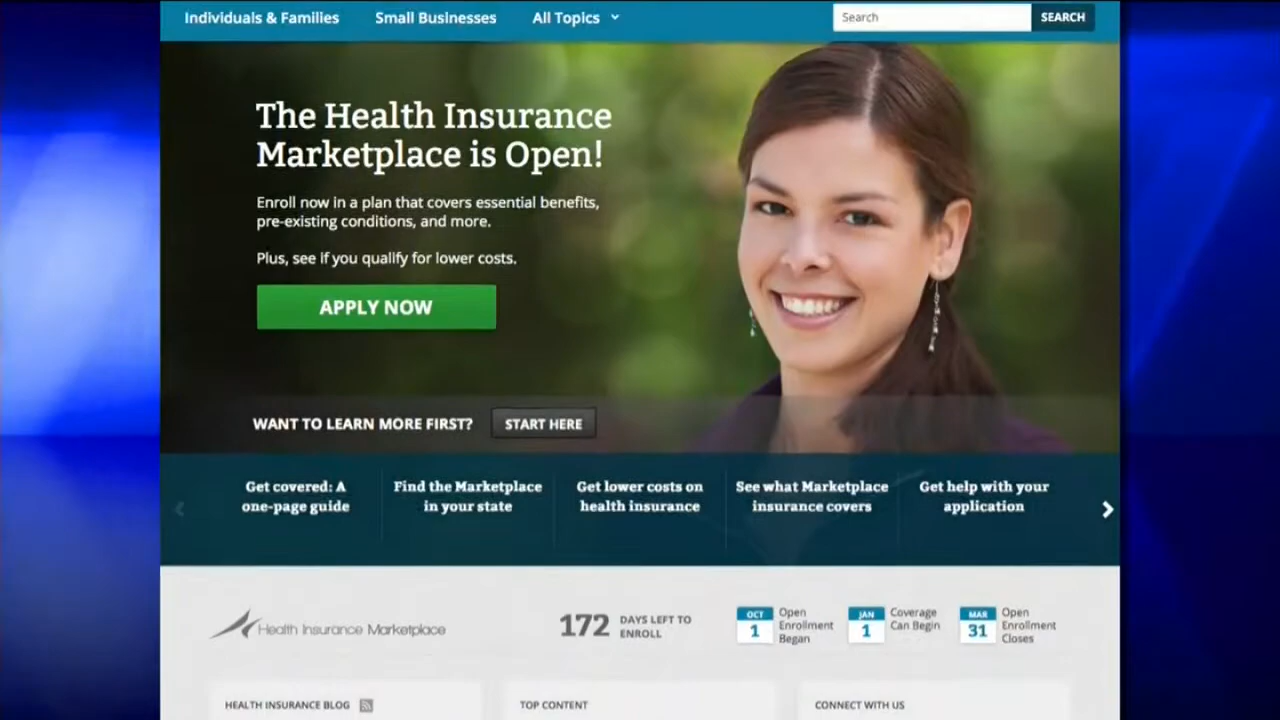 Individuals & Families Small Businesses All Topics Search SEARCH
The Health Insurance
Marketplace is Open!
Enroll now in a plan that covers essential benefits,
pre-existing conditions, and more.
Plus, see if you qualify for lower costs.
APPLY NOW
WANT TO LEARN MORE FIRST? START HERE
Get covered: A
one-page guide
Find the Marketplace
in your state
Get lower costs on
health insurance
See what Marketplace
insurance covers
Get help with your
application
Health Insurance Marketplace
172 DAYS LEFT TO
ENROLL
OCT
1
Open
Enrollment
Began
JAN
1
Coverage
Can Begin
MAR
31
Open
Enrollment
Closes
HEALTH INSURANCE BLOG
TOP CONTENT
CONNECT WITH US